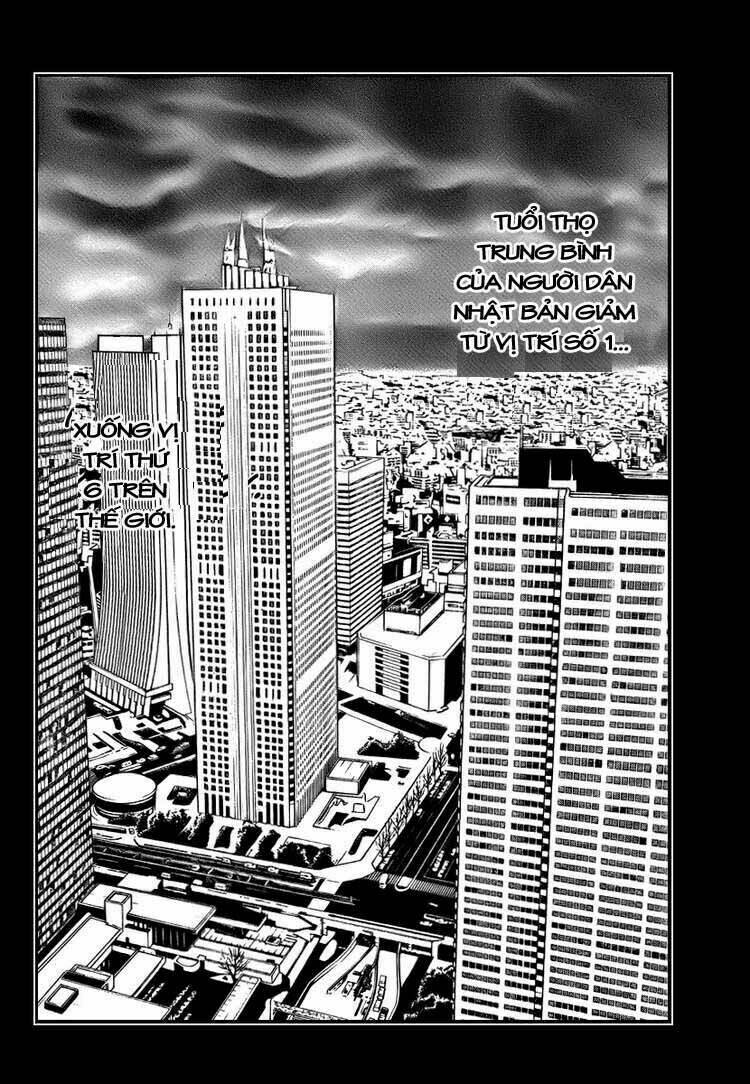 TUỔI THỌ
TRUNG BÌNH
CỦA NGƯỜI DÂN
NHẬT BẢN GIẢM
TỪ VỊ TRÍ SỐ 1...
XUỐNG VỊ
TRÍ THỨ
6 TRÊN
THẾ GIỚI.